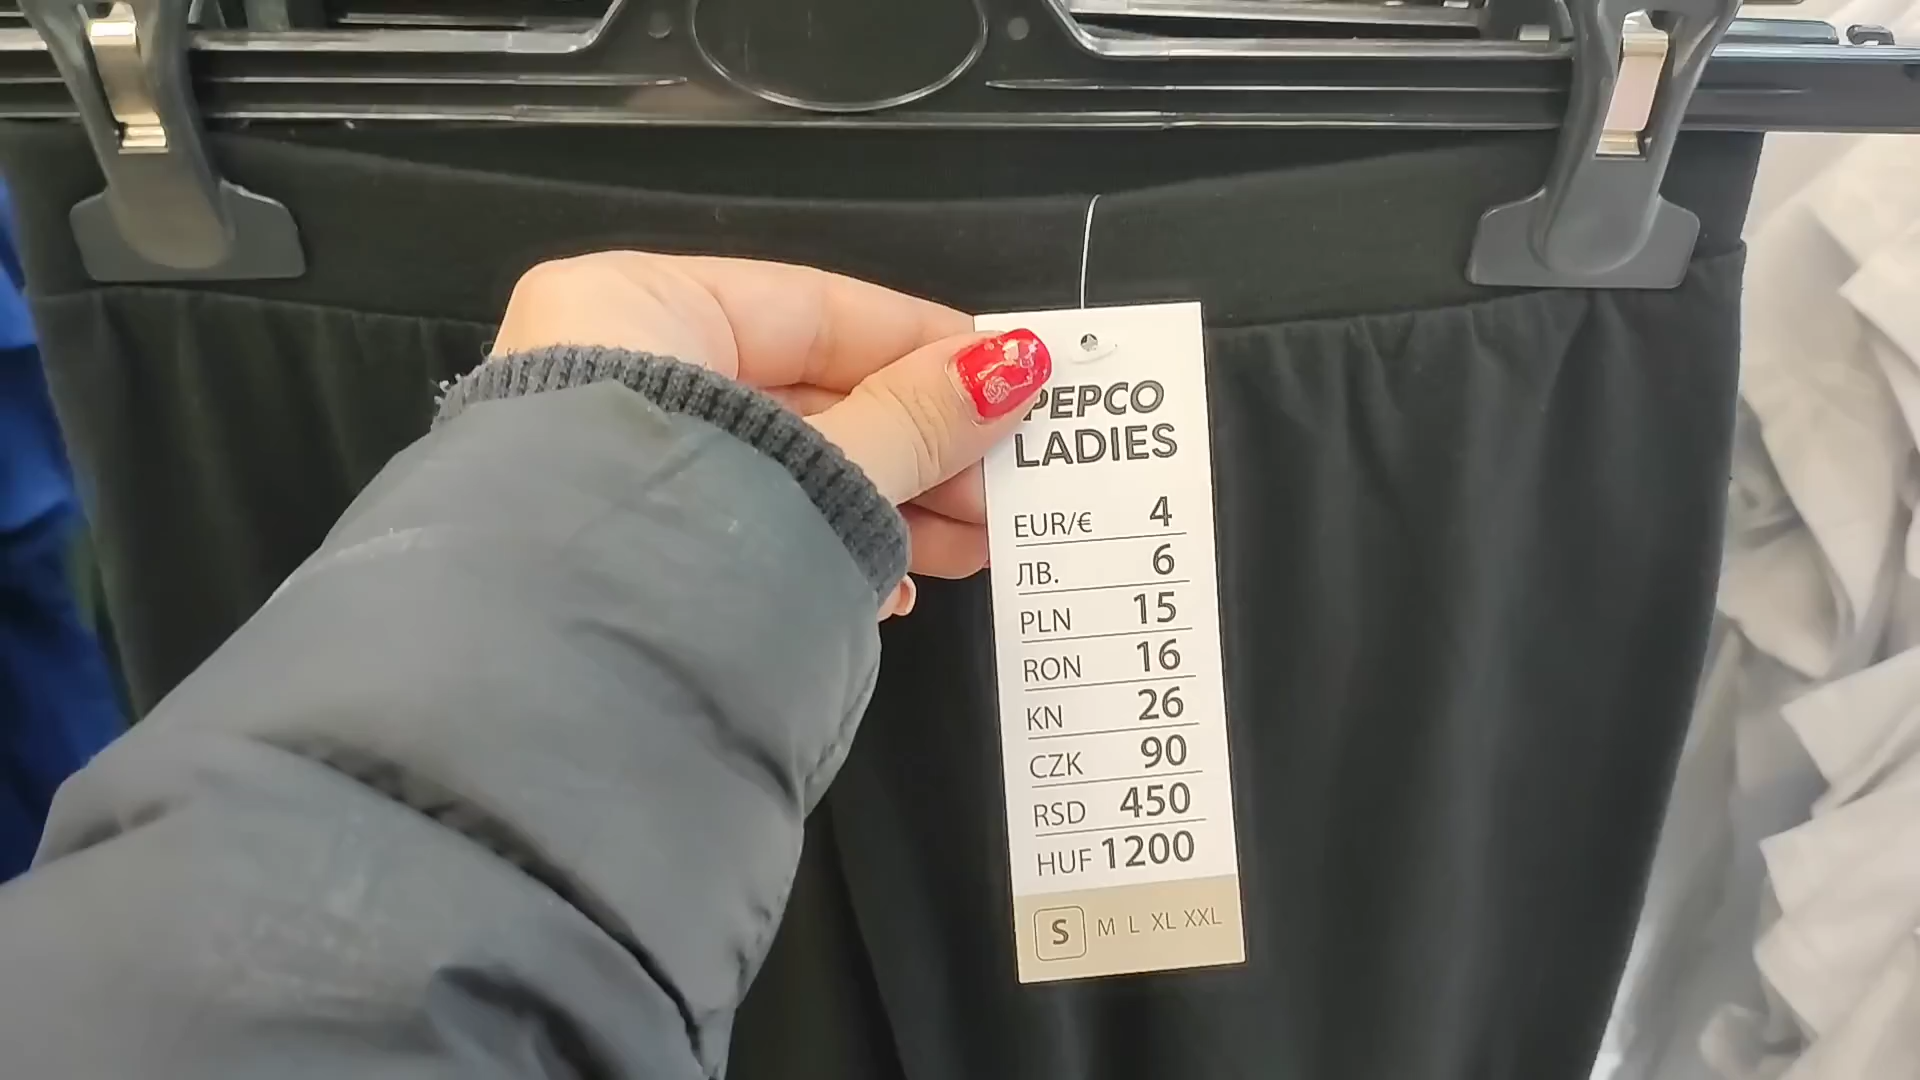 PEPCO
LADIES
EUR/€ 4
ЛВ. 6
PLN 15
RON 16
KN 26
CZK 90
RSD 450
HUF 1200
S M L XL XXL